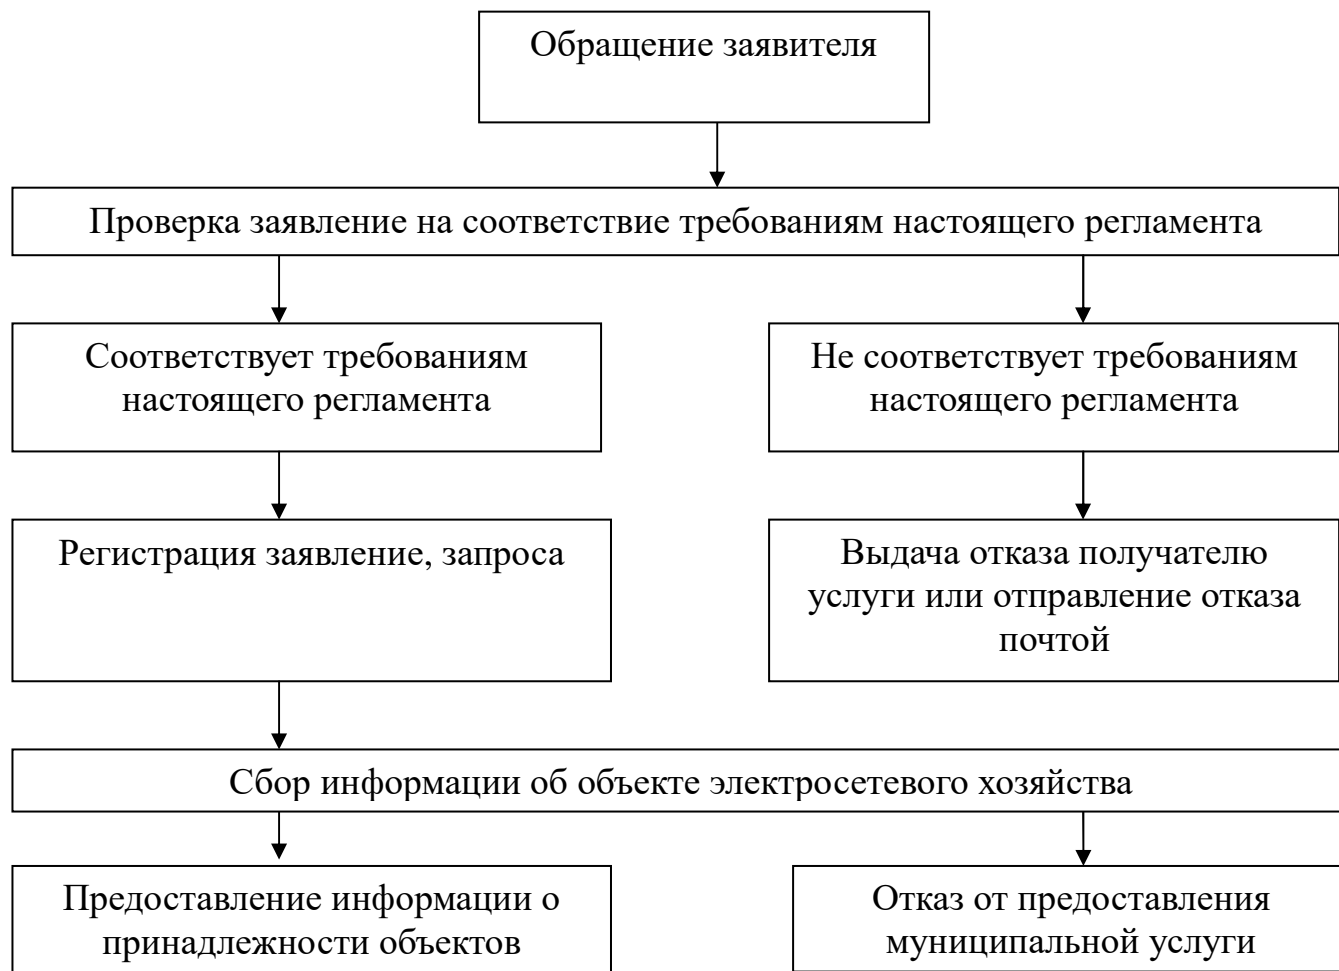 Обращение заявителя
Проверка заявление на соответствие требованиям настоящего регламента
Соответствует требованиям
настоящего регламента
Не соответствует требованиям
настоящего регламента
Регистрация заявление, запроса
Выдача отказа получателю
услуги или отправление отказа
почтой
Сбор информации об объекте электросетевого хозяйства
Предоставление информации о
принадлежности объектов
Отказ от предоставления
муниципальной услуги